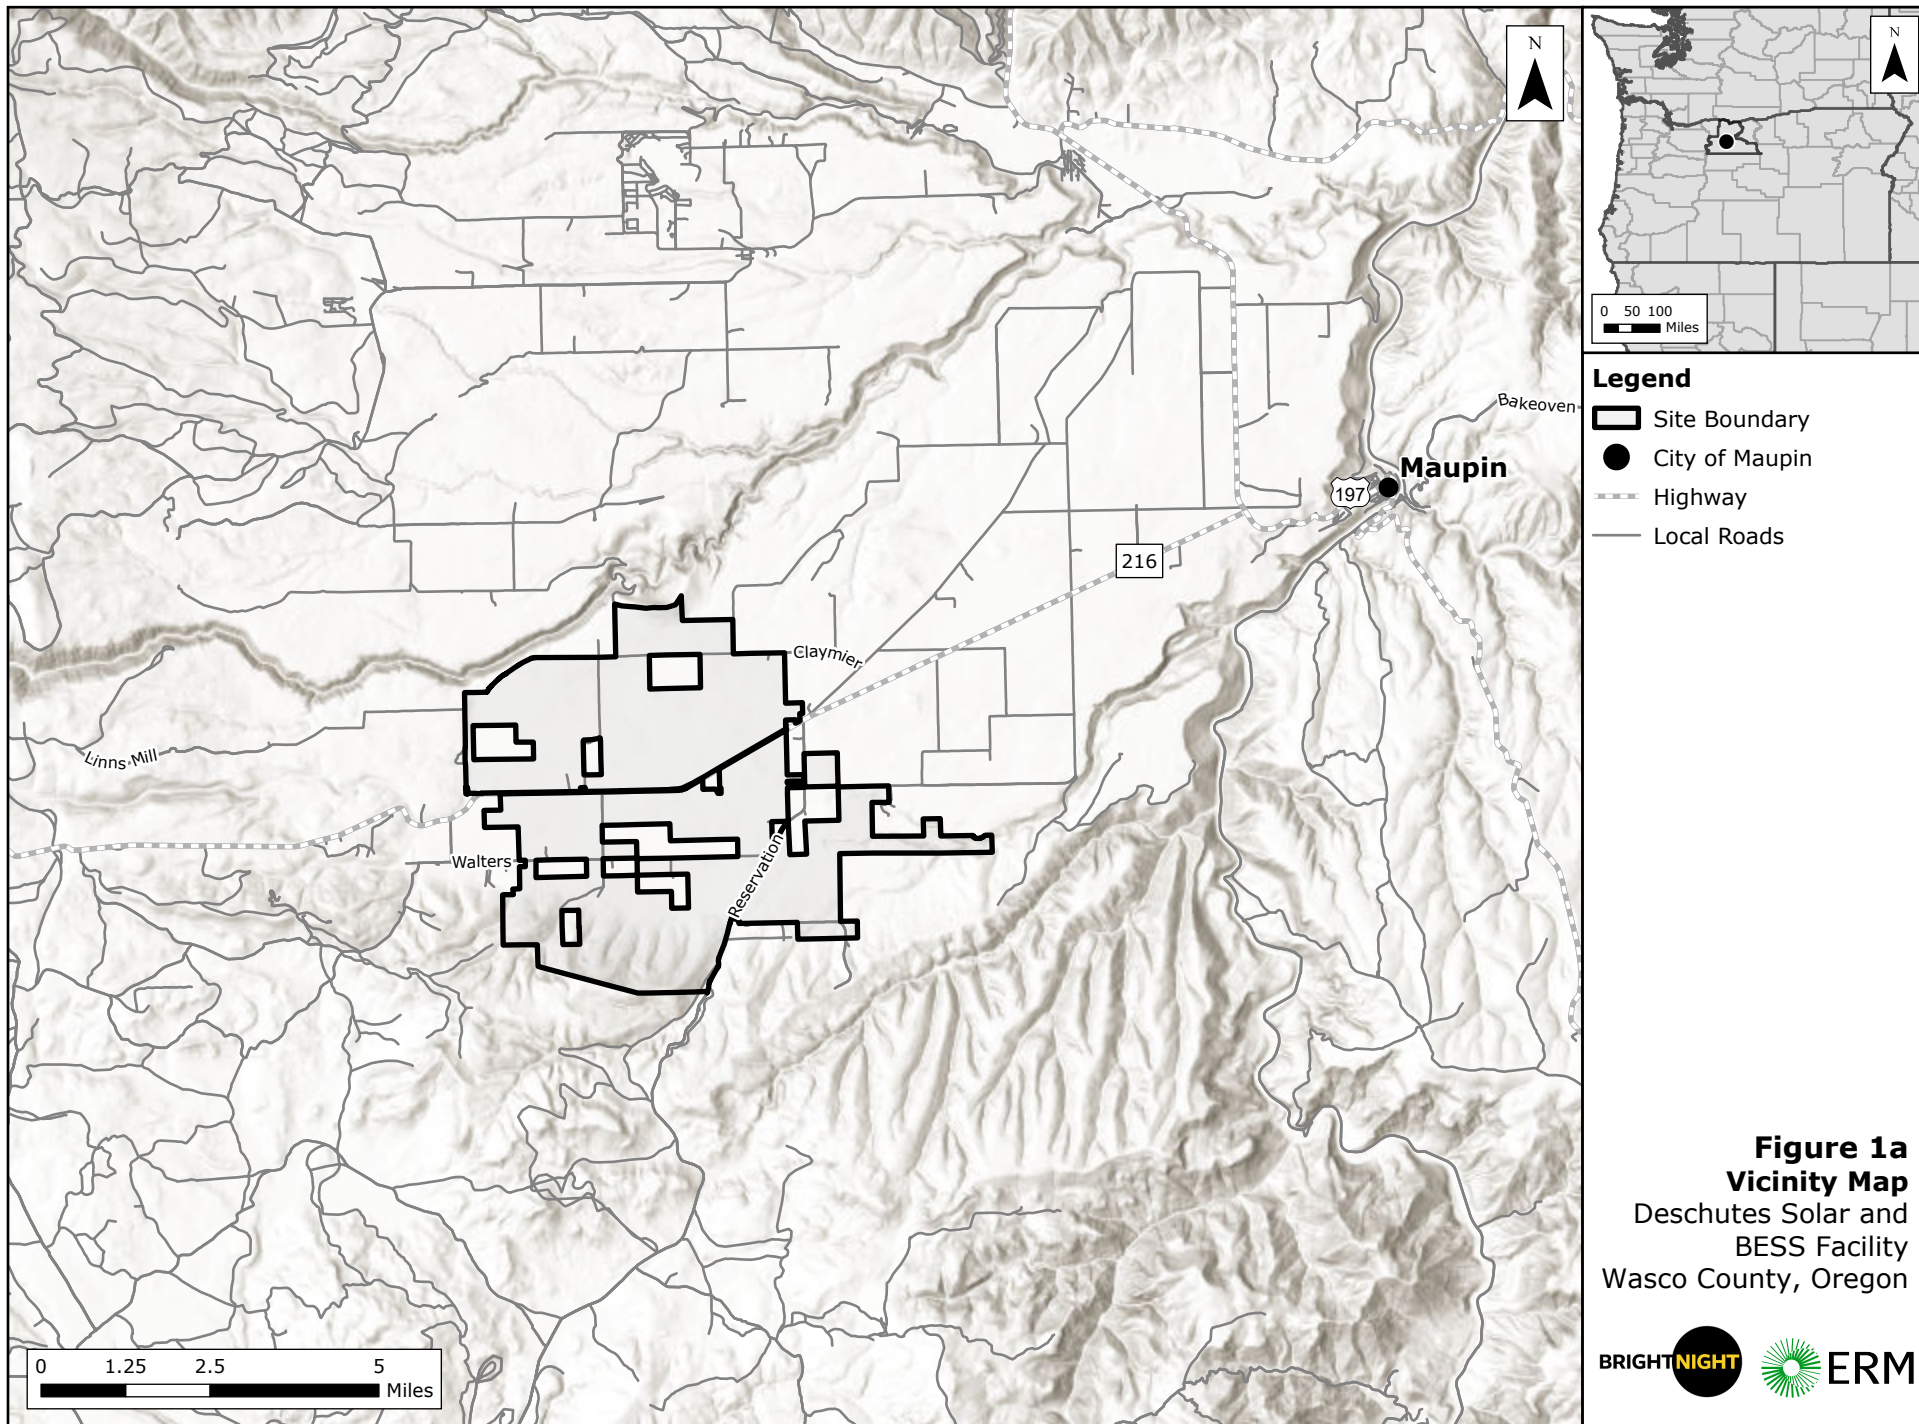 N
N
0 50 100
Miles
Legend
Site Boundary
City of Maupin
Highway
Local Roads
Bakeoven
Maupin
197
216
Claymier
Linns Mill
Walters
Reservation
0 1.25 2.5 5
Miles
Figure 1a
Vicinity Map
Deschutes Solar and
BESS Facility
Wasco County, Oregon
BRIGHTNIGHT
ERM